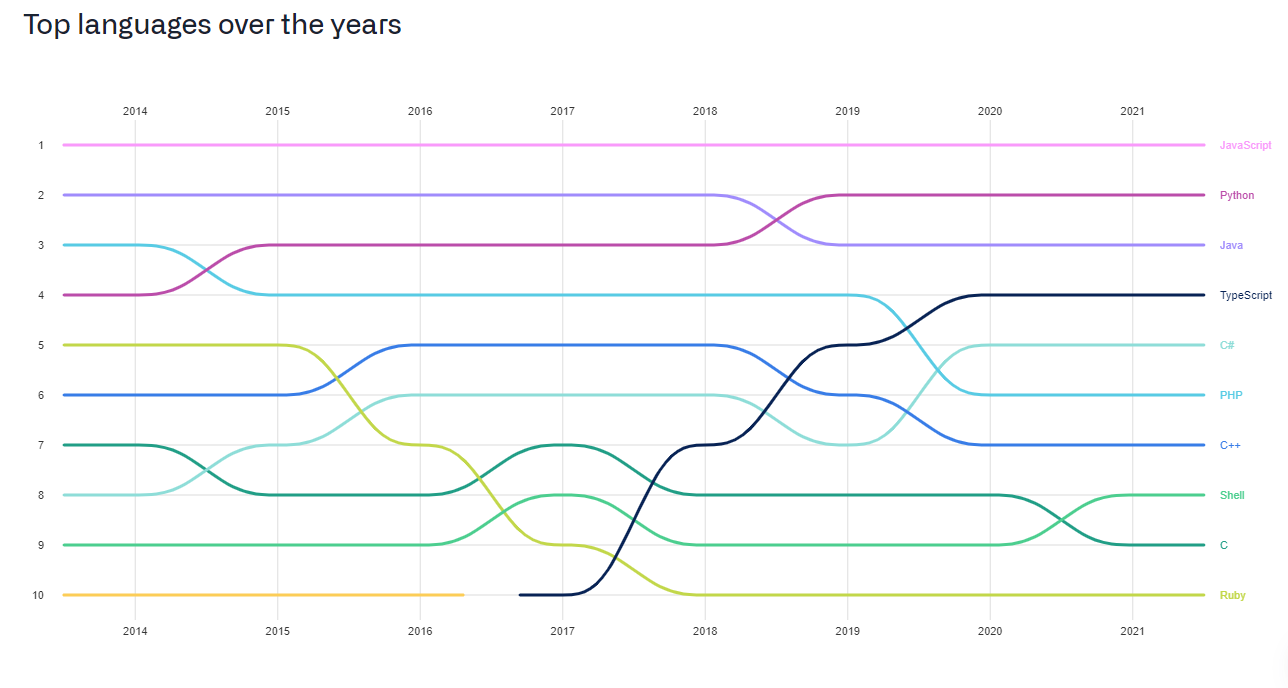 Top languages over the years
2014 2015 2016 2017 2018 2019 2020 2021
1 JavaScript
2 Python
3 Java
4 TypeScript
5 C#
6 PHP
7 C++
8 Shell
9 C
10 Ruby
2014 2015 2016 2017 2018 2019 2020 2021